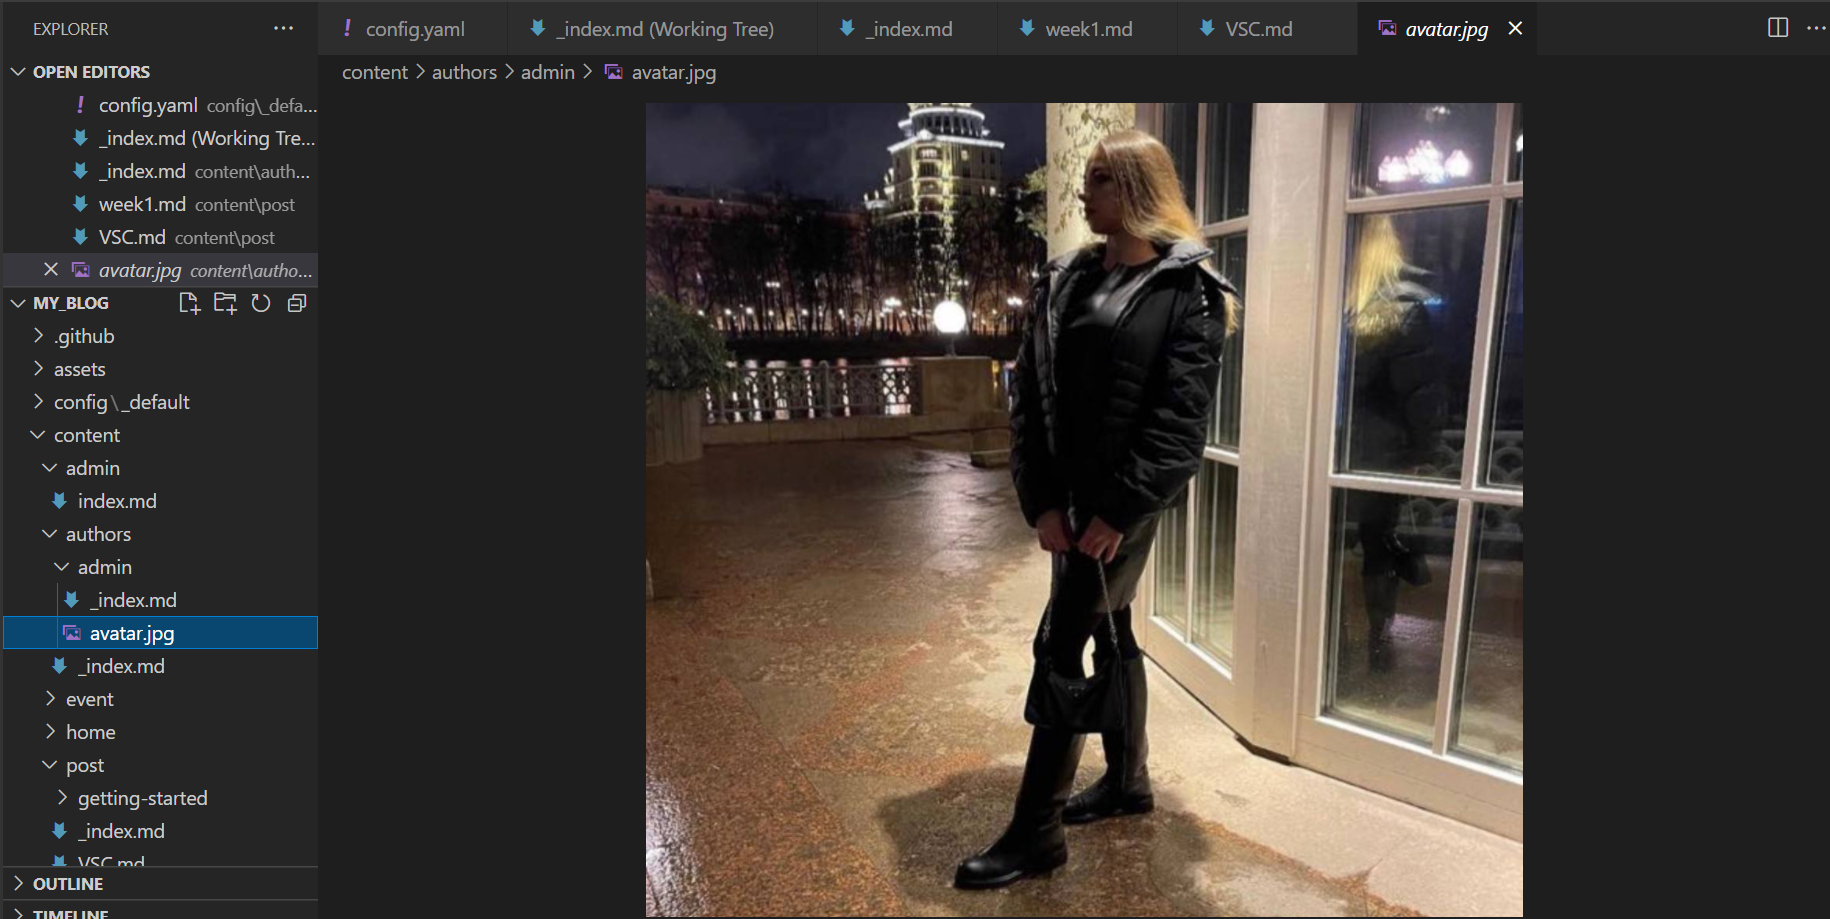 EXPLORER
OPEN EDITORS
! config.yaml config\_defa...
_index.md (Working Tre...
_index.md content\auth...
week1.md content\post
VSC.md content\post
avatar.jpg content\autho...
MY_BLOG
.github
assets
config\_default
content
admin
index.md
authors
admin
_index.md
avatar.jpg
_index.md
event
home
post
getting-started
_index.md
VSC.md
OUTLINE
TIMELINE
! config.yaml
_index.md (Working Tree)
_index.md
week1.md
VSC.md
avatar.jpg
content > authors > admin > avatar.jpg